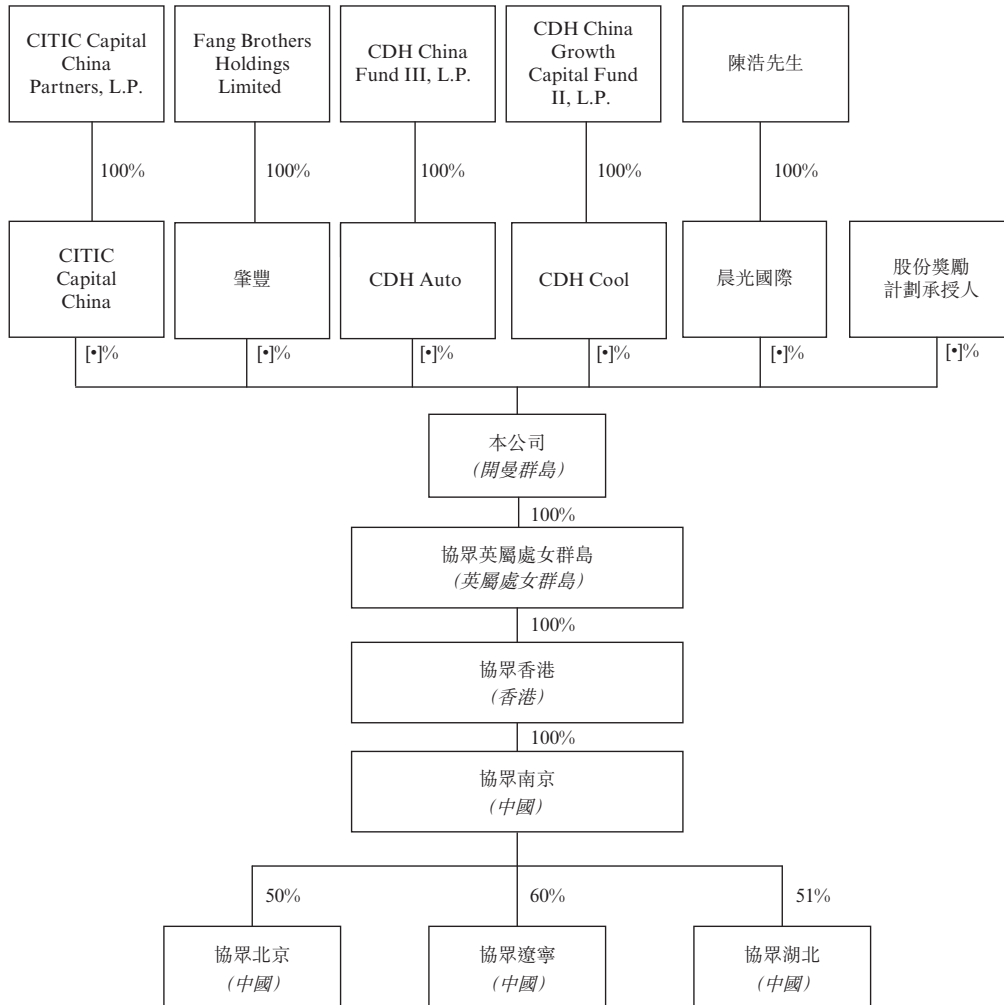 CITIC Capital
China
Partners, L.P.
Fang Brothers
Holdings
Limited
CDH China
Fund III, L.P.
CDH China
Growth
Capital Fund
II, L.P.
陳浩先生
100%
100%
100%
100%
100%
CITIC
Capital
China
肇豐
CDH Auto
CDH Cool
晨光國際
股份獎勵
計劃承授人
[•]%
[•]%
[•]%
[•]%
[•]%
[•]%
本公司
(開曼群島)
100%
協眾英屬處女群島
(英屬處女群島)
100%
協眾香港
(香港)
100%
協眾南京
(中國)
50%
60%
51%
協眾北京
(中國)
協眾遼寧
(中國)
協眾湖北
(中國)